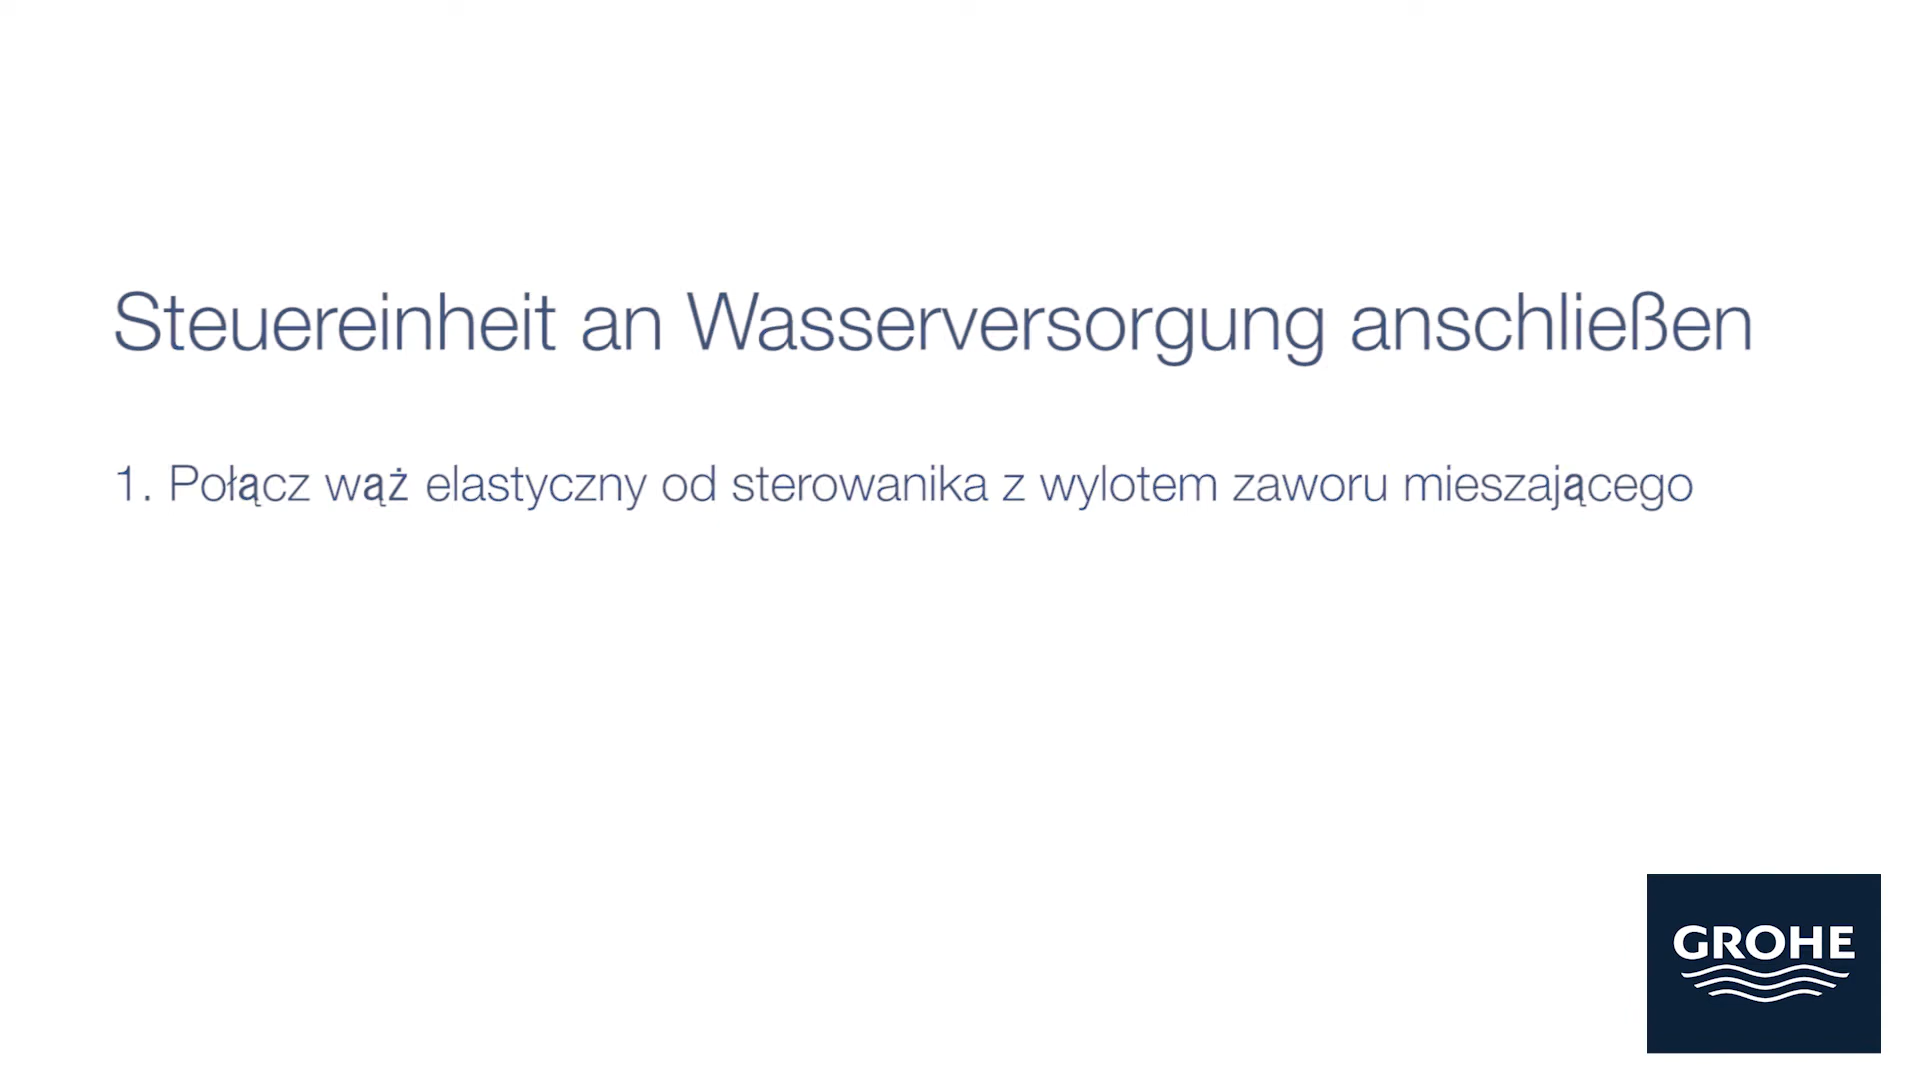 Steuereinheit an Wasserversorgung anschließen
1. Połącz wąż elastyczny od sterowanika z wylotem zaworu mieszającego
GROHE